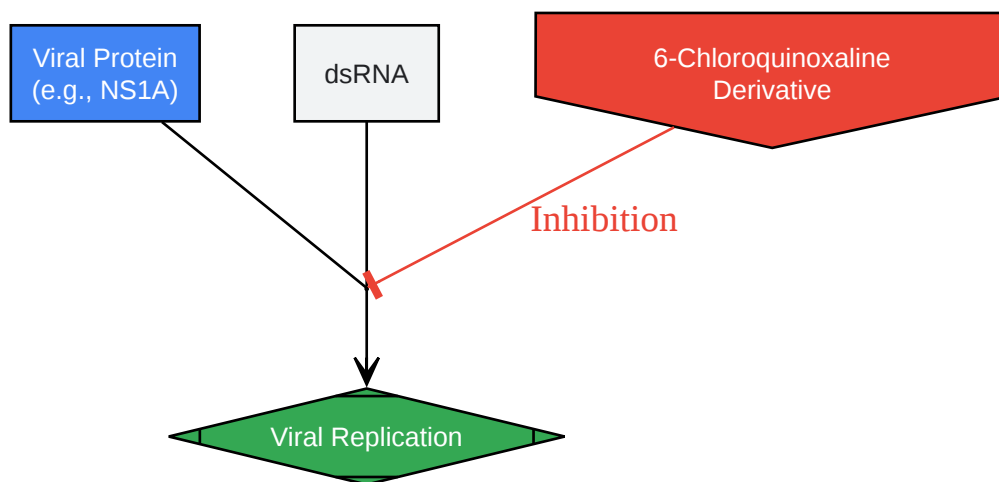 Viral Protein
(e.g., NS1A)
dsRNA
6-Chloroquinoxaline
Derivative
Inhibition
Viral Replication